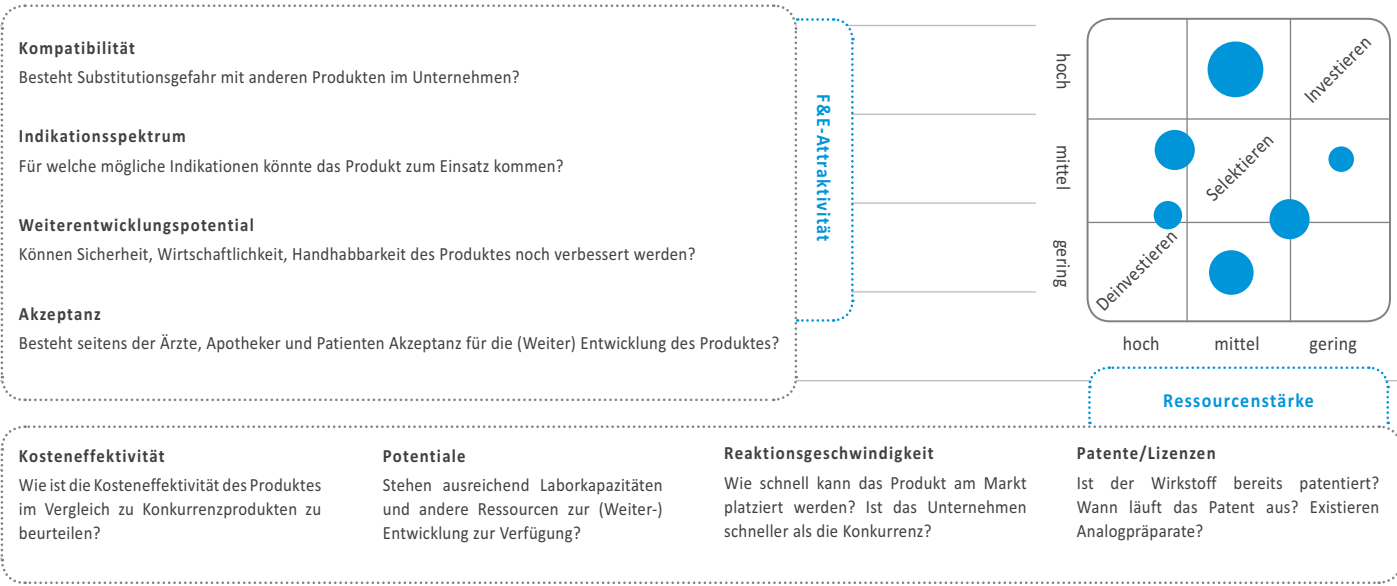 Kompatibilität
Besteht Substitutionsgefahr mit anderen Produkten im Unternehmen?
Indikationsspektrum
Für welche mögliche Indikationen könnte das Produkt zum Einsatz kommen?
Weiterentwicklungspotential
Können Sicherheit, Wirtschaftlichkeit, Handhabbarkeit des Produktes noch verbessert werden?
Akzeptanz
Besteht seitens der Ärzte, Apotheker und Patienten Akzeptanz für die (Weiter) Entwicklung des Produktes?
F&E-Attraktivität
hoch
mittel
gering
Investieren
Selektieren
Deinvestieren
hoch
mittel
gering
Ressourcenstärke
Kosteneffektivität
Wie ist die Kosteneffektivität des Produktes
im Vergleich zu Konkurrenzprodukten zu
beurteilen?
Potentiale
Stehen ausreichend Laborkapazitäten
und andere Ressourcen zur (Weiter-)
Entwicklung zur Verfügung?
Reaktionsgeschwindigkeit
Wie schnell kann das Produkt am Markt
platziert werden? Ist das Unternehmen
schneller als die Konkurrenz?
Patente/Lizenzen
Ist der Wirkstoff bereits patentiert?
Wann läuft das Patent aus? Existieren
Analogpräparate?